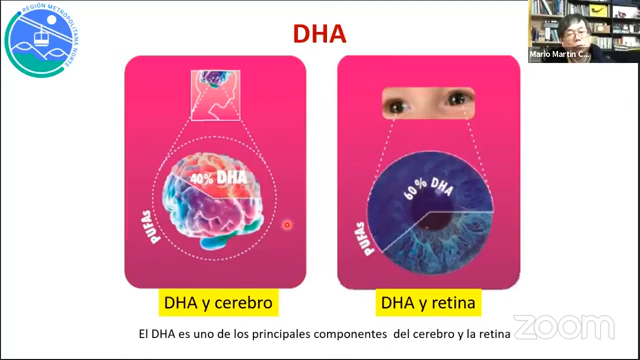 REGIÓN METROPOLITANA NORTE
DHA
Mario Martin C...
40% DHA
PUFAs
60 % DHA
PUFAs
DHA y cerebro
DHA y retina
El DHA es uno de los principales componentes del cerebro y la retina
zoom